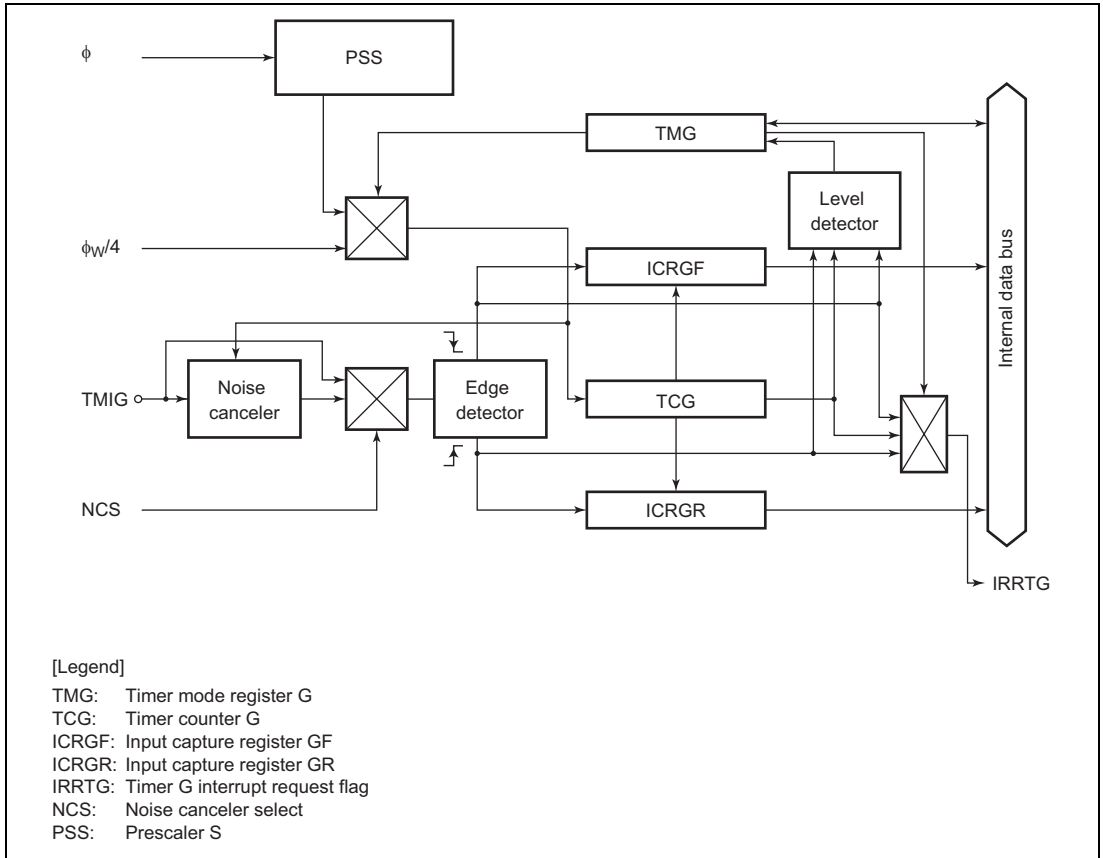 φ
PSS
TMG
Level
detector
φW/4
ICRGF
Internal data bus
TMIG
Noise
canceler
Edge
detector
TCG
NCS
ICRGR
IRRTG
[Legend]
TMG: Timer mode register G
TCG: Timer counter G
ICRGF: Input capture register GF
ICRGR: Input capture register GR
IRRTG: Timer G interrupt request flag
NCS: Noise canceler select
PSS: Prescaler S